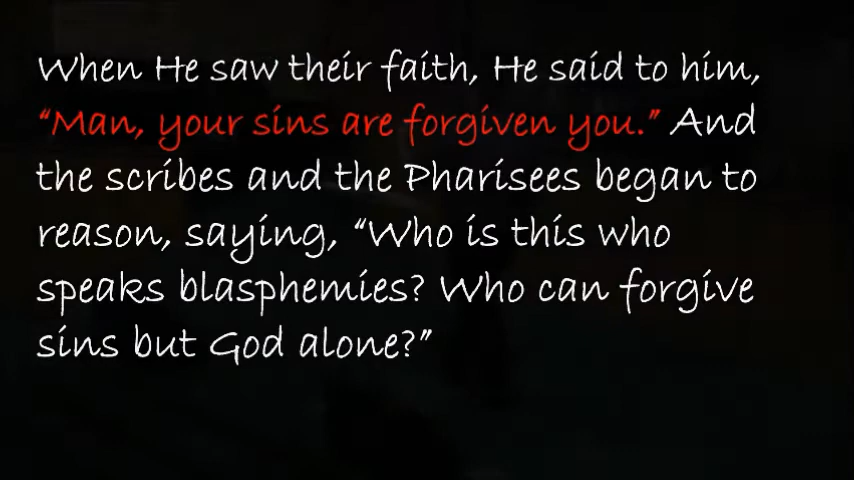 When He saw their faith, He said to him,
“Man, your sins are forgiven you.” And
the scribes and the Pharisees began to
reason, saying, “Who is this who
speaks blasphemies? Who can forgive
sins but God alone?”